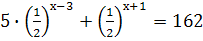 5 · (1/2)^(x−3) + (1/2)^(x+1) = 162